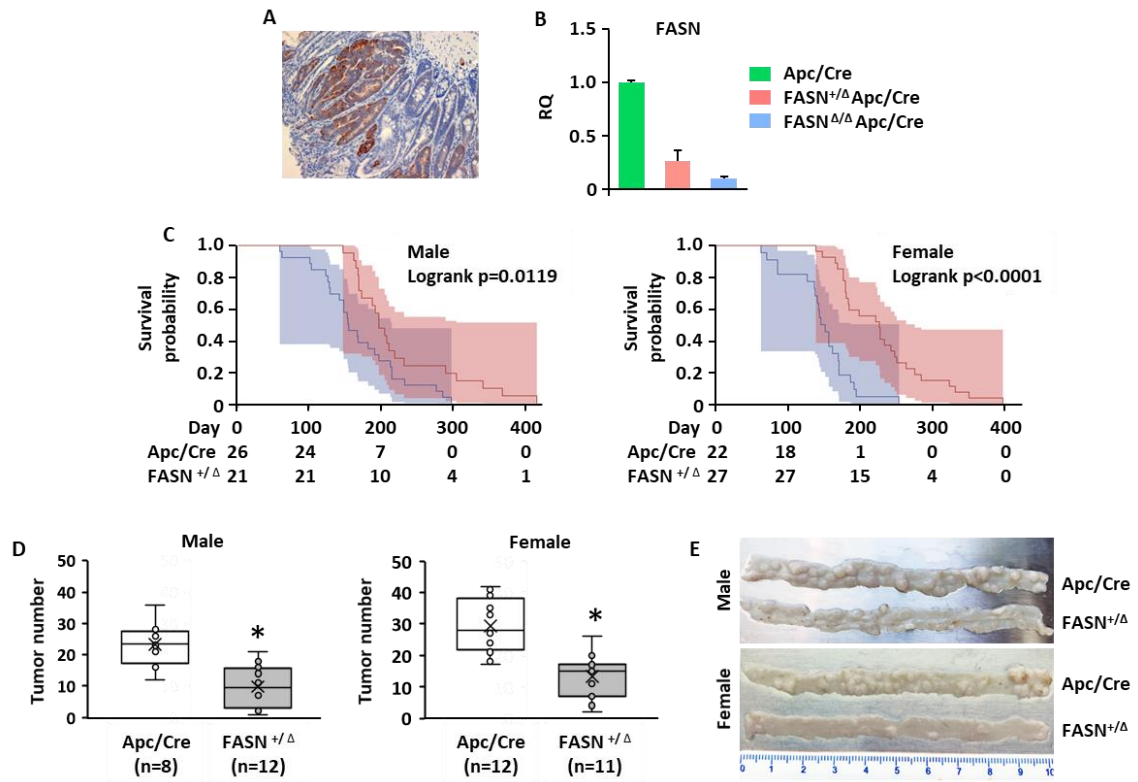 A
B
FASN
1.5
1.0
0.5
0
RQ
Apc/Cre
FASN+/Δ Apc/Cre
FASNΔ/Δ Apc/Cre
C
Survival probability
1.0
0.8
0.6
0.4
0.2
0
Male
Logrank p=0.0119
0 100 200 300 400
Day
Apc/Cre
26 24 7 0 0
FASN +/Δ 21 21 10 4 1
Survival probability
1.0
0.8
0.6
0.4
0.2
0
Female
Logrank p<0.0001
0 100 200 300 400
Day
Apc/Cre
22 18 1 0 0
FASN +/Δ 27 27 15 4 0
D
Male
Tumor number
50
40
30
20
10
0
*
Apc/Cre FASN +/Δ
(n=8) (n=12)
Female
Tumor number
50
40
30
20
10
0
*
Apc/Cre FASN +/Δ
(n=12) (n=11)
E
Male
Apc/Cre
FASN+/Δ
Female
Apc/Cre
FASN+/Δ
0 1 2 3 4 5 6 7 8 9 10